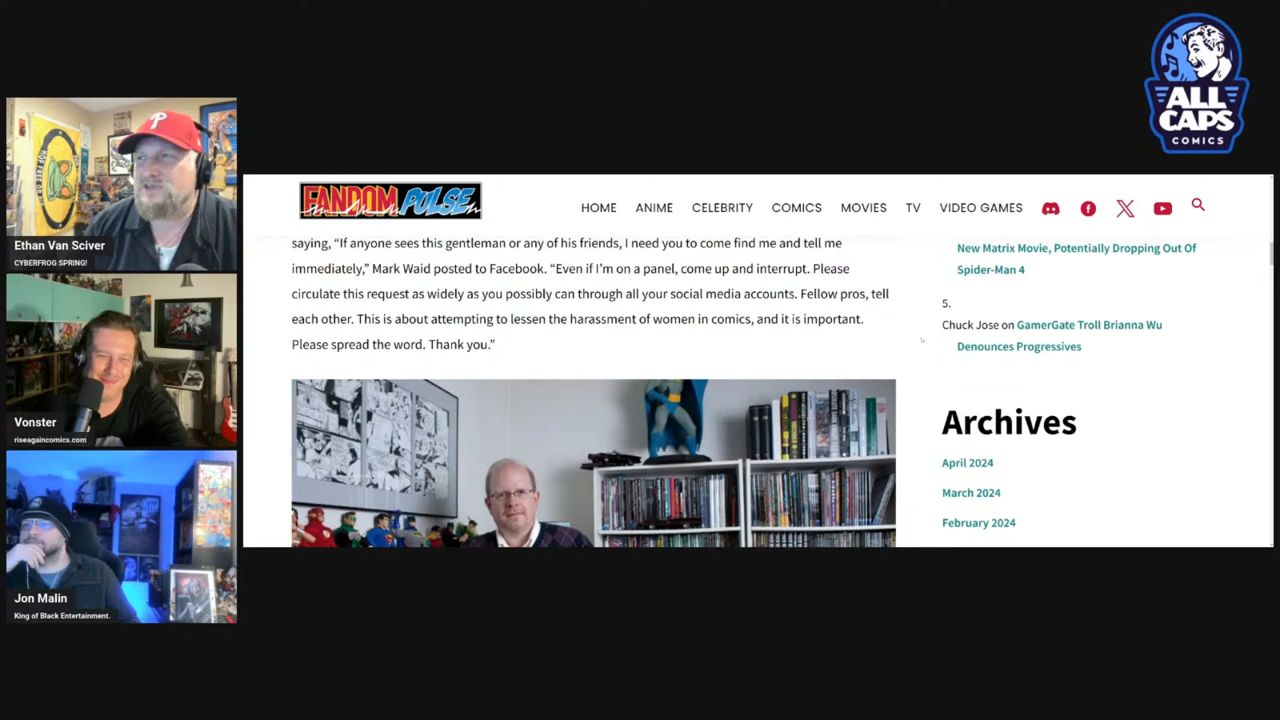 ALL
CAPS
COMICS
P
Ethan Van Sciver
CYBERFROG SPRING!
Vonster
riseagaincomics.com
Jon Malin
King of Black Entertainment.
FANDOM PULSE
HOME ANIME CELEBRITY COMICS MOVIES TV VIDEO GAMES
saying, “If anyone sees this gentleman or any of his friends, I need you to come find me and tell me
immediately,” Mark Waid posted to Facebook. “Even if I’m on a panel, come up and interrupt. Please
circulate this request as widely as you possibly can through all your social media accounts. Fellow pros, tell
each other. This is about attempting to lessen the harassment of women in comics, and it is important.
Please spread the word. Thank you.”
New Matrix Movie, Potentially Dropping Out Of
Spider-Man 4
5.
Chuck Jose on GamerGate Troll Brianna Wu
Denounces Progressives
Archives
April 2024
March 2024
February 2024